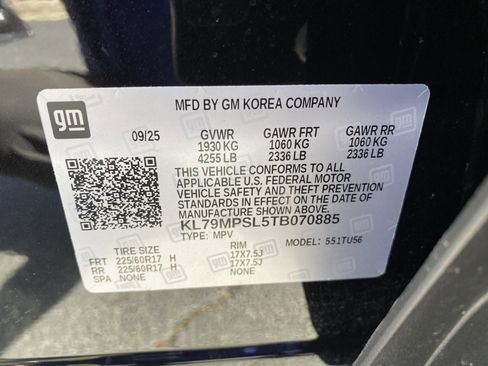 gm
MFD BY GM KOREA COMPANY
09/25 GVWR GAWR FRT GAWR RR
1930 KG 1060 KG 1060 KG
4255 LB 2336 LB 2336 LB
THIS VEHICLE CONFORMS TO ALL
APPLICABLE U.S. FEDERAL MOTOR
VEHICLE SAFETY AND THEFT PREVENTION
STANDARDS IN EFFECT ON THE DATE OF
MANUFACTURE SHOWN ABOVE.
KL79MPSL5TB070885
TYPE: MPV MODEL: 551TU56
TIRE SIZE RIM
FRT 225/60R17 H 17X7.5J
RR 225/60R17 H 17X7.5J
SPA NONE NONE